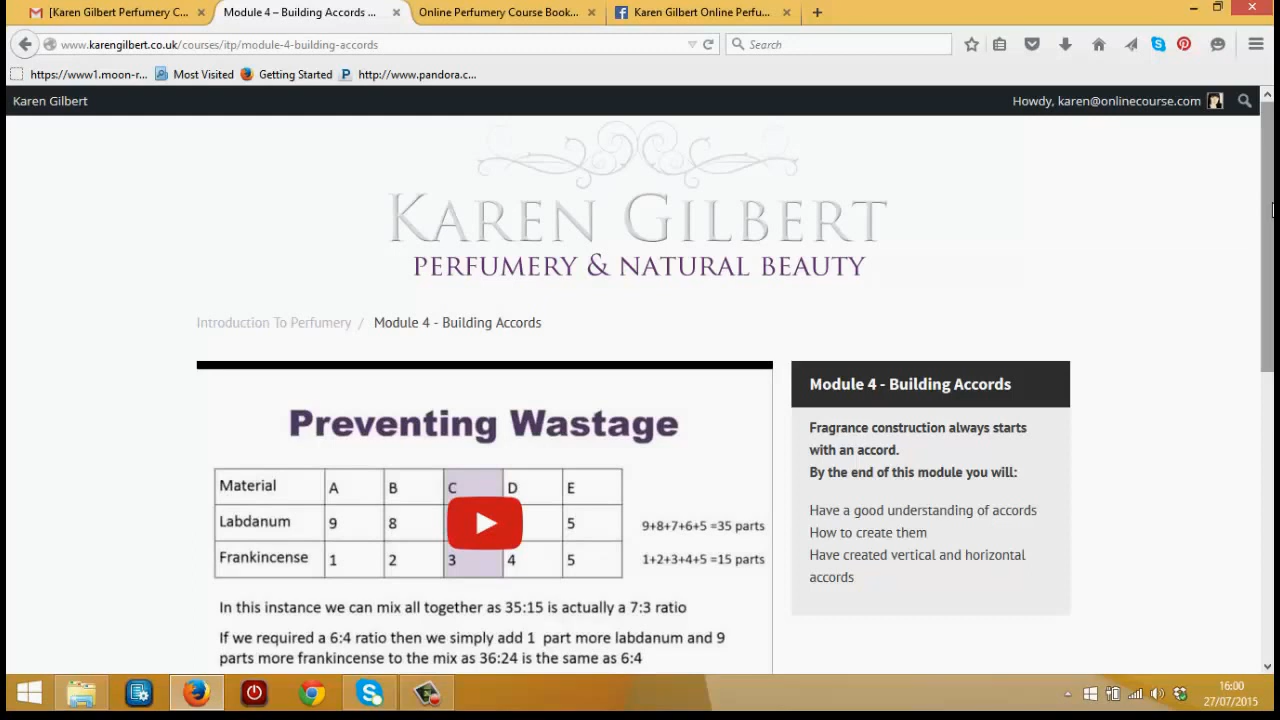 [Karen Gilbert Perfumery C...
Module 4 – Building Accords ...
Online Perfumery Course Book...
Karen Gilbert Online Perfu...
www.karengilbert.co.uk/courses/itp/module-4-building-accords
Search
https://www1.moon-r...
Most Visited
Getting Started
http://www.pandora.c...
Karen Gilbert
Howdy, karen@onlinecourse.com
KAREN GILBERT
PERFUMERY & NATURAL BEAUTY
Introduction To Perfumery / Module 4 - Building Accords
Preventing Wastage
Material A B C D E
Labdanum 9 8 5
9+8+7+6+5 =35 parts
Frankincense 1 2 3 4 5
1+2+3+4+5 =15 parts
In this instance we can mix all together as 35:15 is actually a 7:3 ratio
If we required a 6:4 ratio then we simply add 1 part more labdanum and 9
parts more frankincense to the mix as 36:24 is the same as 6:4
Module 4 - Building Accords
Fragrance construction always starts
with an accord.
By the end of this module you will:
Have a good understanding of accords
How to create them
Have created vertical and horizontal
accords
16:00
27/07/2015